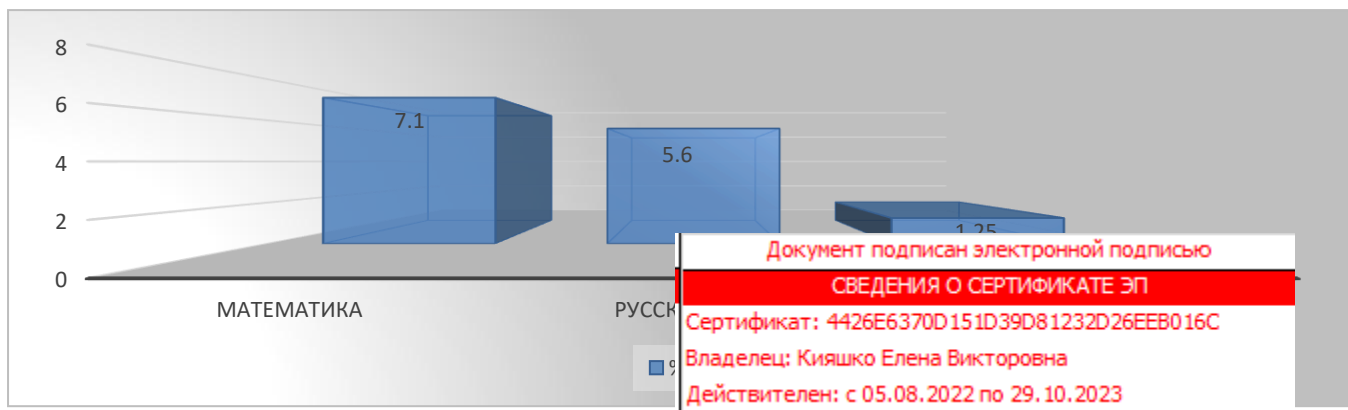 8
6
4
2
0
7.1
5.6
1.25
МАТЕМАТИКА
Документ подписан электронной подписью
СВЕДЕНИЯ О СЕРТИФИКАТЕ ЭП
Сертификат: 4426E6370D151D39D81232D26EEB016C
Владелец: Кияшко Елена Викторовна
Действителен: с 05.08.2022 по 29.10.2023